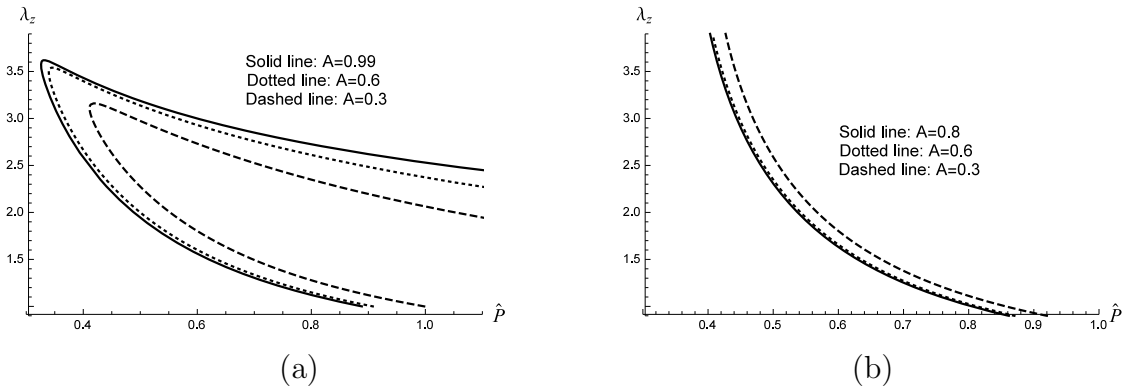 λz
3.5
3.0
2.5
2.0
1.5
Solid line: A=0.99
Dotted line: A=0.6
Dashed line: A=0.3
0.4 0.6 0.8 1.0 P̂
(a)
λz
3.5
3.0
2.5
2.0
1.5
Solid line: A=0.8
Dotted line: A=0.6
Dashed line: A=0.3
0.4 0.5 0.6 0.7 0.8 0.9 1.0 P̂
(b)